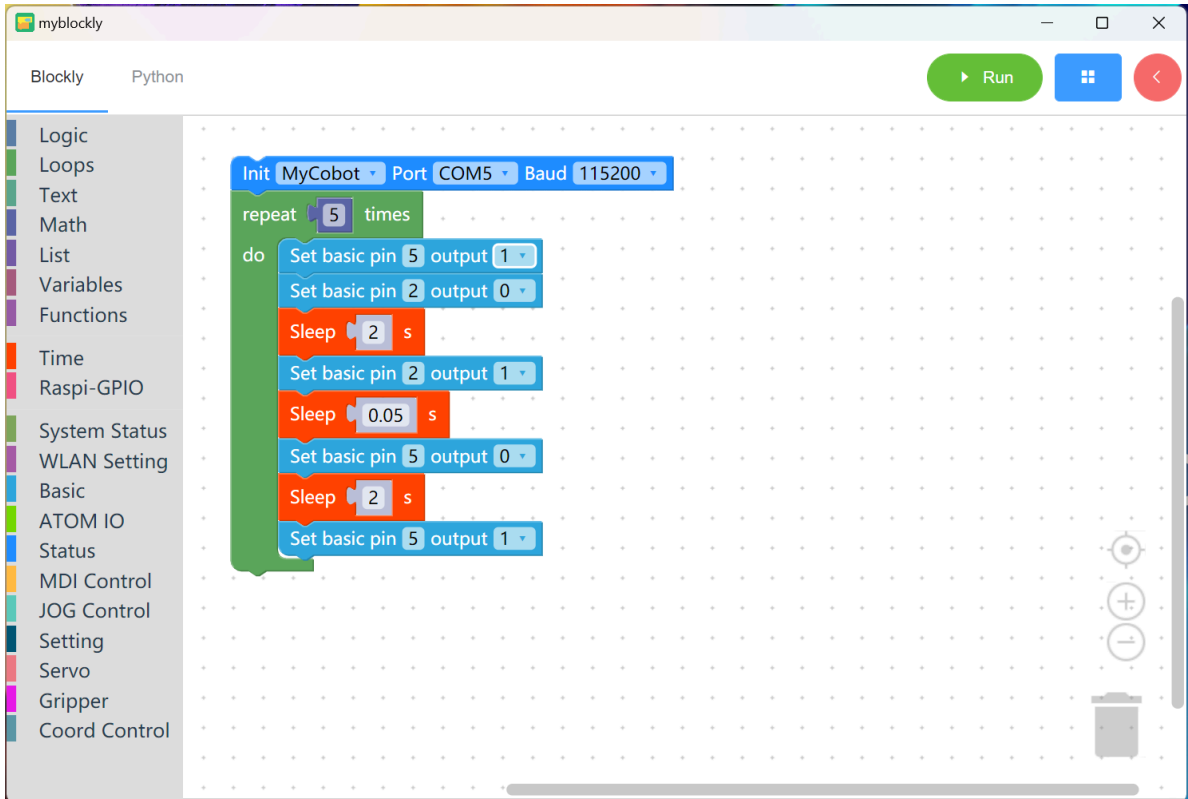 myblockly
Blockly Python Run
Logic
Loops
Text
Math
List
Variables
Functions
Time
Raspi-GPIO
System Status
WLAN Setting
Basic
ATOM IO
Status
MDI Control
JOG Control
Setting
Servo
Gripper
Coord Control
Init MyCobot Port COM5 Baud 115200
repeat 5 times
do Set basic pin 5 output 1
Set basic pin 2 output 0
Sleep 2 s
Set basic pin 2 output 1
Sleep 0.05 s
Set basic pin 5 output 0
Sleep 2 s
Set basic pin 5 output 1